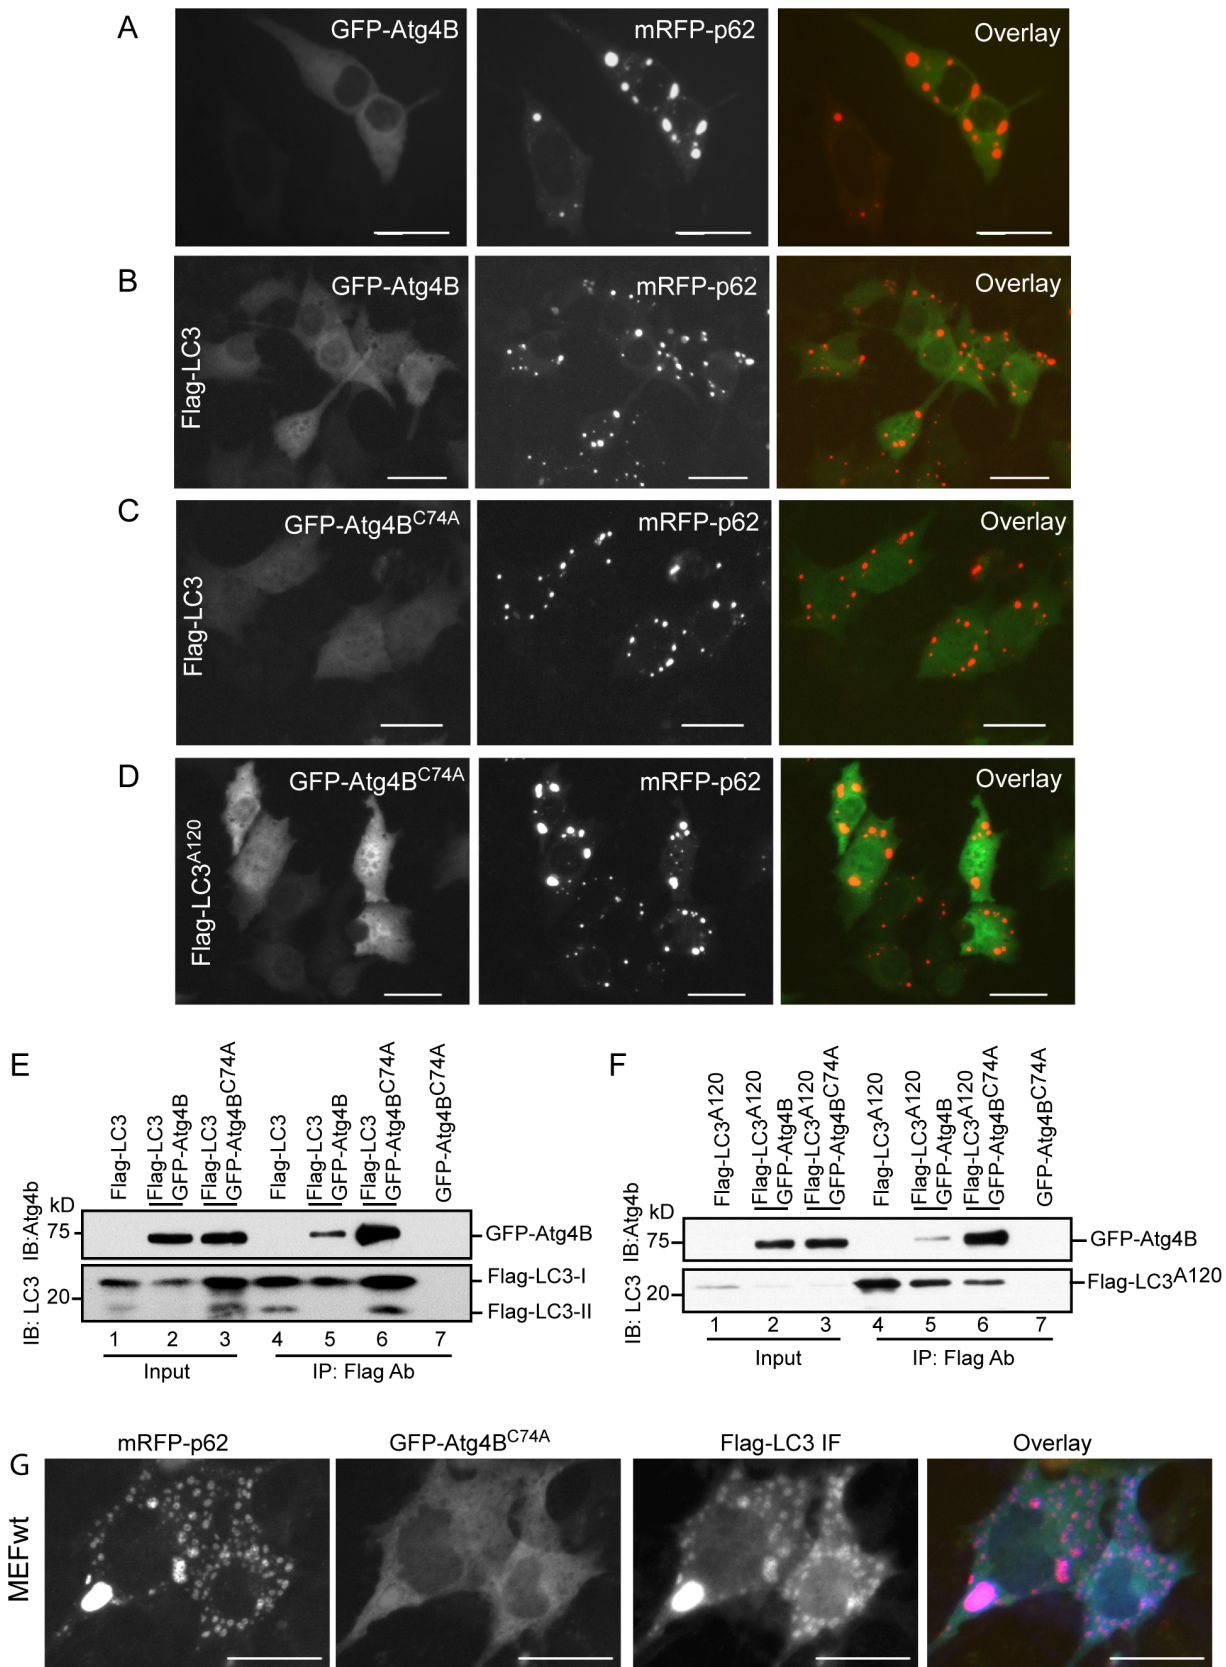 A
GFP-Atg4B
mRFP-p62
Overlay
B
Flag-LC3
GFP-Atg4B
mRFP-p62
Overlay
C
Flag-LC3
GFP-Atg4B^C74A
mRFP-p62
Overlay
D
Flag-LC3^A120
GFP-Atg4B^C74A
mRFP-p62
Overlay
E
Flag-LC3
Flag-LC3
GFP-Atg4B
Flag-LC3
GFP-Atg4B^C74A
Flag-LC3
Flag-LC3
GFP-Atg4B
Flag-LC3
GFP-Atg4B^C74A
GFP-Atg4B^C74A
kD
IB:Atg4b
75
GFP-Atg4B
IB: LC3
20
Flag-LC3-I
Flag-LC3-II
1 2 3 4 5 6 7
Input
IP: Flag Ab
F
Flag-LC3^A120
Flag-LC3^A120
GFP-Atg4B
Flag-LC3^A120
GFP-Atg4B^C74A
Flag-LC3^A120
Flag-LC3^A120
GFP-Atg4B
Flag-LC3^A120
GFP-Atg4B^C74A
GFP-Atg4B^C74A
kD
IB:Atg4b
75
GFP-Atg4B
IB: LC3
20
Flag-LC3^A120
1 2 3 4 5 6 7
Input
IP: Flag Ab
G
MEFwt
mRFP-p62
GFP-Atg4B^C74A
Flag-LC3 IF
Overlay